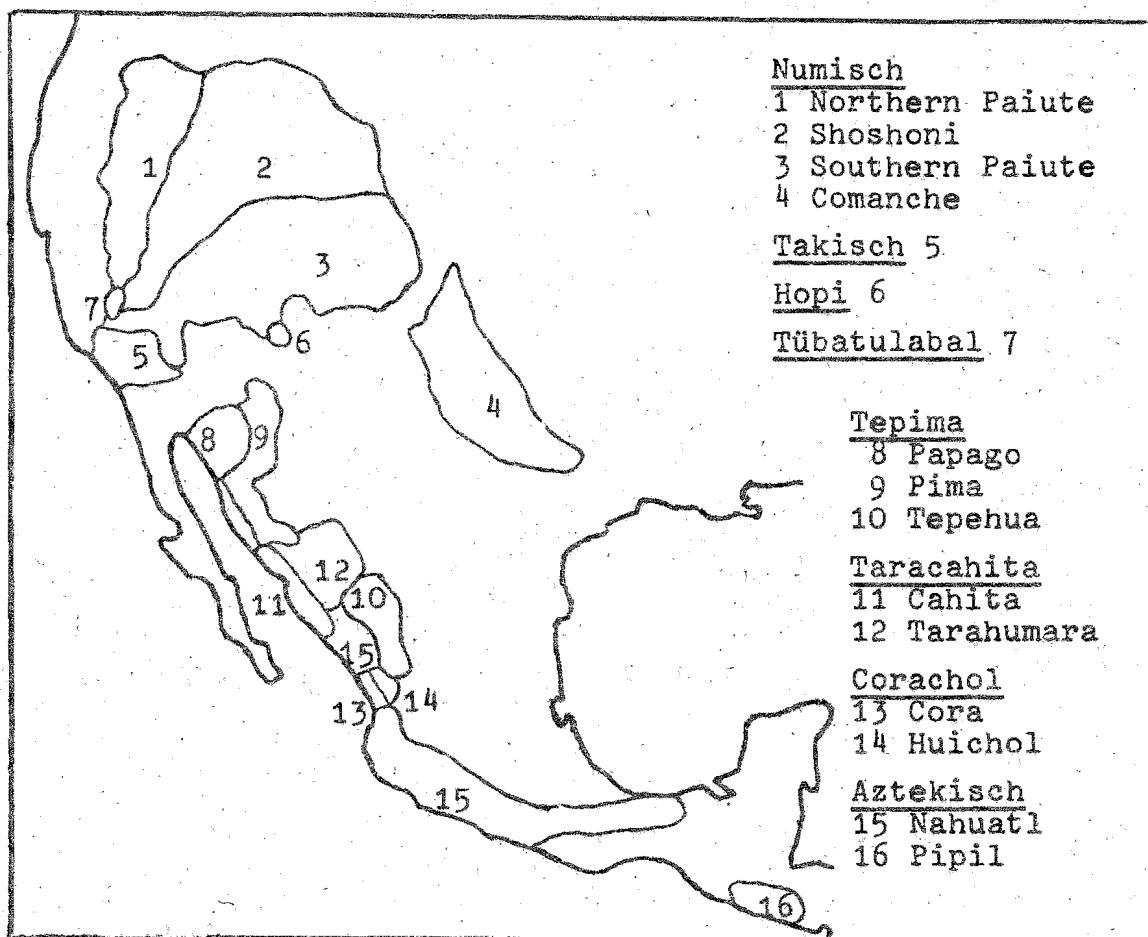 Numisch
1 Northern Paiute
2 Shoshoni
3 Southern Paiute
4 Comanche
Takisch 5
Hopi 6
Tübatulabal 7
Tepima
8 Papago
9 Pima
10 Tepehua
Taracahita
11 Cahita
12 Tarahumara
Corachol
13 Cora
14 Huichol
Aztekisch
15 Nahuatl
16 Pipil
1
2
3
7
6
5
4
8
9
12
10
11
15
14
13
15
16